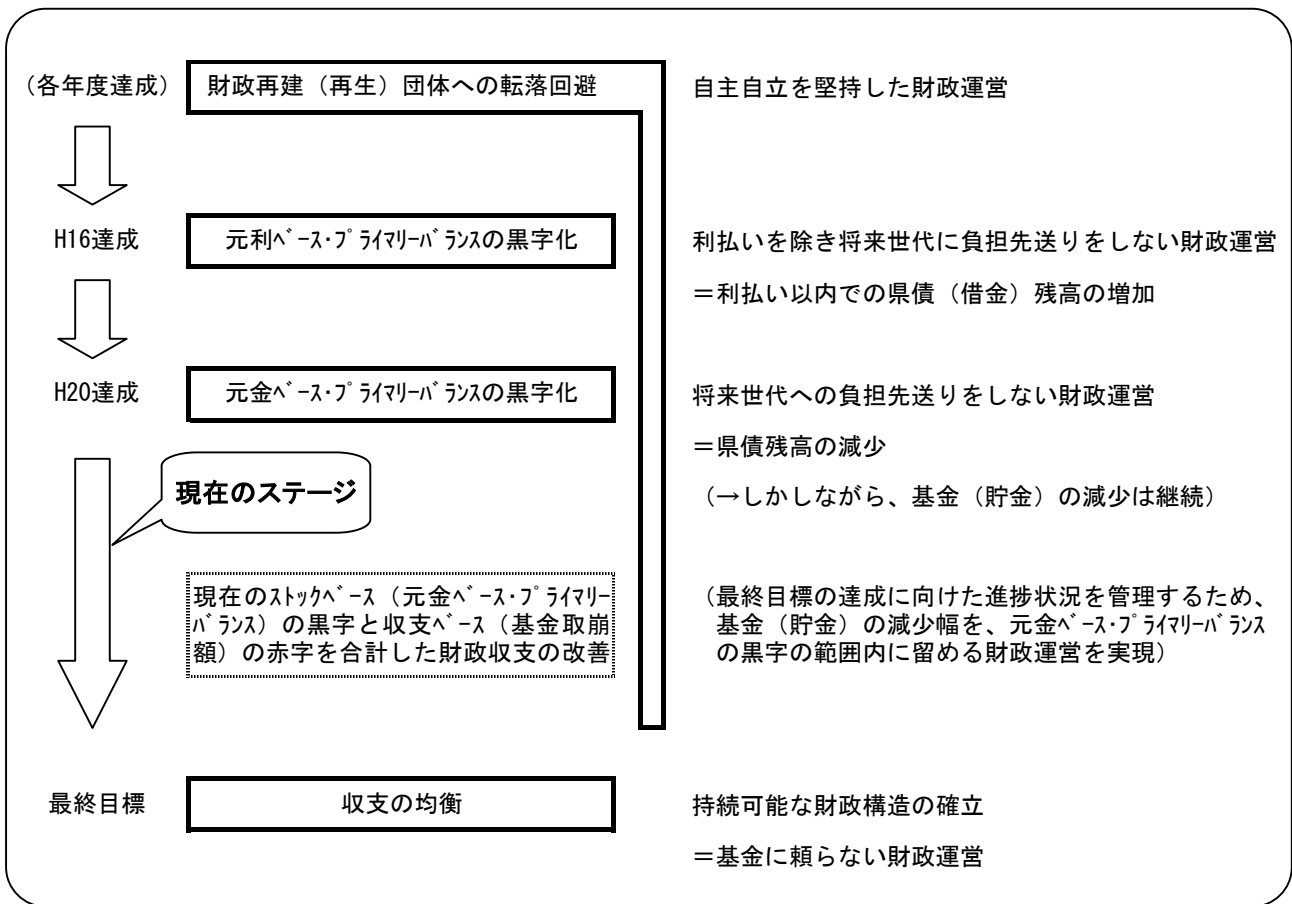 (各年度達成)
財政再建(再生)団体への転落回避
自主自立を堅持した財政運営
H16達成
元利ﾍﾞｰｽ･ﾌﾟﾗｲﾏﾘｰﾊﾞﾗﾝｽの黒字化
利払いを除き将来世代に負担先送りをしない財政運営
=利払い以内での県債(借金)残高の増加
H20達成
元金ﾍﾞｰｽ･ﾌﾟﾗｲﾏﾘｰﾊﾞﾗﾝｽの黒字化
将来世代への負担先送りをしない財政運営
=県債残高の減少
(→しかしながら、基金(貯金)の減少は継続)
現在のステージ
現在のｽﾄｯｸﾍﾞｰｽ(元金ﾍﾞｰｽ･ﾌﾟﾗｲﾏﾘｰ
ﾊﾞﾗﾝｽ)の黒字と収支ﾍﾞｰｽ(基金取崩
額)の赤字を合計した財政収支の改善
(最終目標の達成に向けた進捗状況を管理するため、
基金(貯金)の減少幅を、元金ﾍﾞｰｽ･ﾌﾟﾗｲﾏﾘｰﾊﾞﾗﾝｽ
の黒字の範囲内に留める財政運営を実現)
最終目標
収支の均衡
持続可能な財政構造の確立
=基金に頼らない財政運営